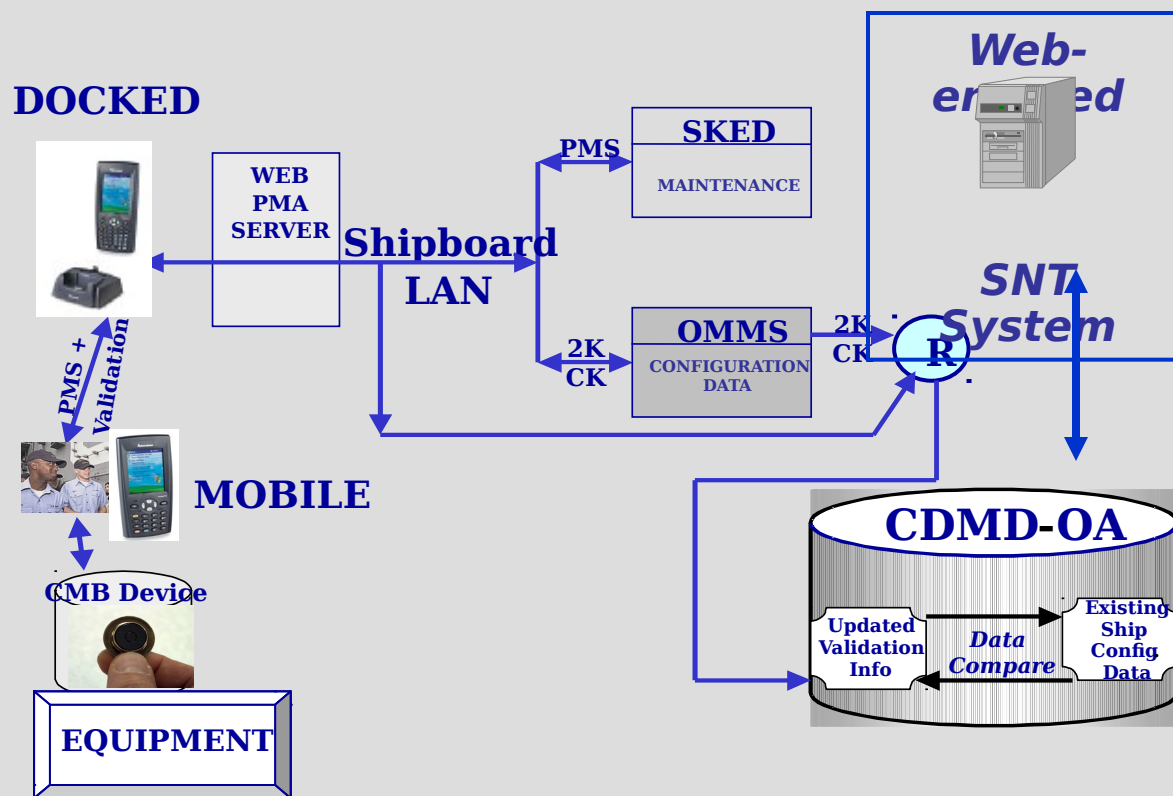 Web-
DOCKED
SKED
PMS
MAINTENANCE
WEB
PMA
SERVER
Shipboard
LAN
SNT
System
2K
CK
R
OMMS
CONFIGURATION
DATA
2K
CK
PMS +
Validation
MOBILE
CDMD-OA
CMB Device
Updated
Validation
Info
Data
Compare
Existing
Ship
Config.
Data
EQUIPMENT